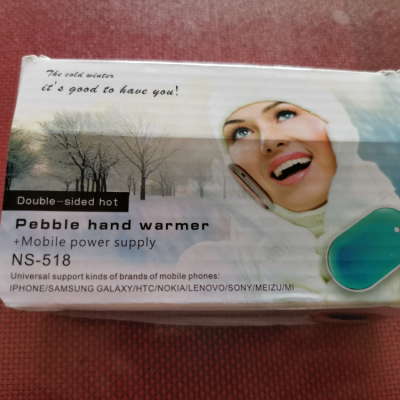 The cold winter
it's good to have you!
Double-sided hot
Pebble hand warmer
+Mobile power supply
NS-518
Universal support kinds of brands of mobile phones:
IPHONE/SAMSUNG GALAXY/HTC/NOKIA/LENOVO/SONY/MEIZU/MI